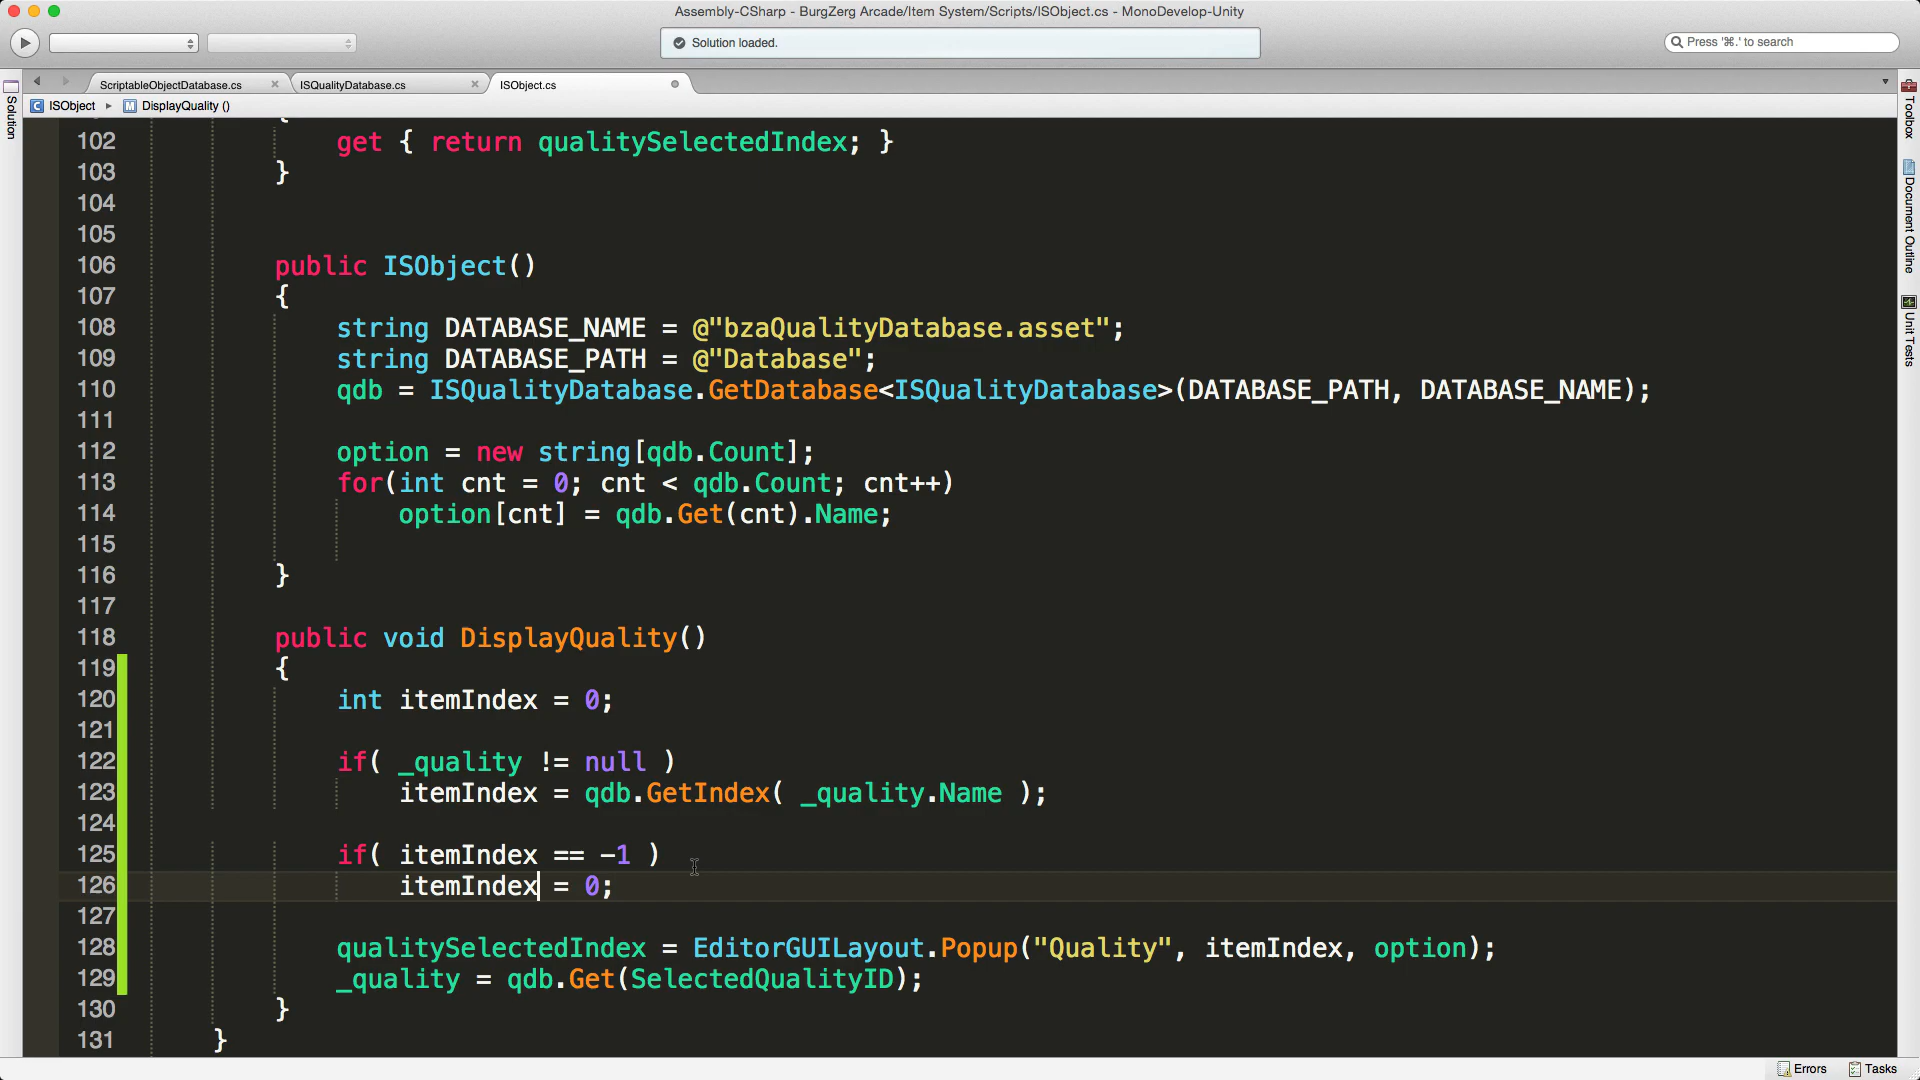 Assembly-CSharp - BurgZerg Arcade/Item System/Scripts/ISObject.cs - MonoDevelop-Unity
Solution loaded.
Press '⌘.' to search
ScriptableObjectDatabase.cs
ISQualityDatabase.cs
ISObject.cs
ISObject
DisplayQuality ()
Solution
Toolbox
Document Outline
Unit Tests
{
102 get { return qualitySelectedIndex; }
103 }
104
105
106 public ISObject()
107 {
108 string DATABASE_NAME = @"bzaQualityDatabase.asset";
109 string DATABASE_PATH = @"Database";
110 qdb = ISQualityDatabase.GetDatabase<ISQualityDatabase>(DATABASE_PATH, DATABASE_NAME);
111
112 option = new string[qdb.Count];
113 for(int cnt = 0; cnt < qdb.Count; cnt++)
114 option[cnt] = qdb.Get(cnt).Name;
115
116 }
117
118 public void DisplayQuality()
119 {
120 int itemIndex = 0;
121
122 if( _quality != null )
123 itemIndex = qdb.GetIndex( _quality.Name );
124
125 if( itemIndex == -1 )
126 itemIndex = 0;
127
128 qualitySelectedIndex = EditorGUILayout.Popup("Quality", itemIndex, option);
129 _quality = qdb.Get(SelectedQualityID);
130 }
131 }
Errors
Tasks